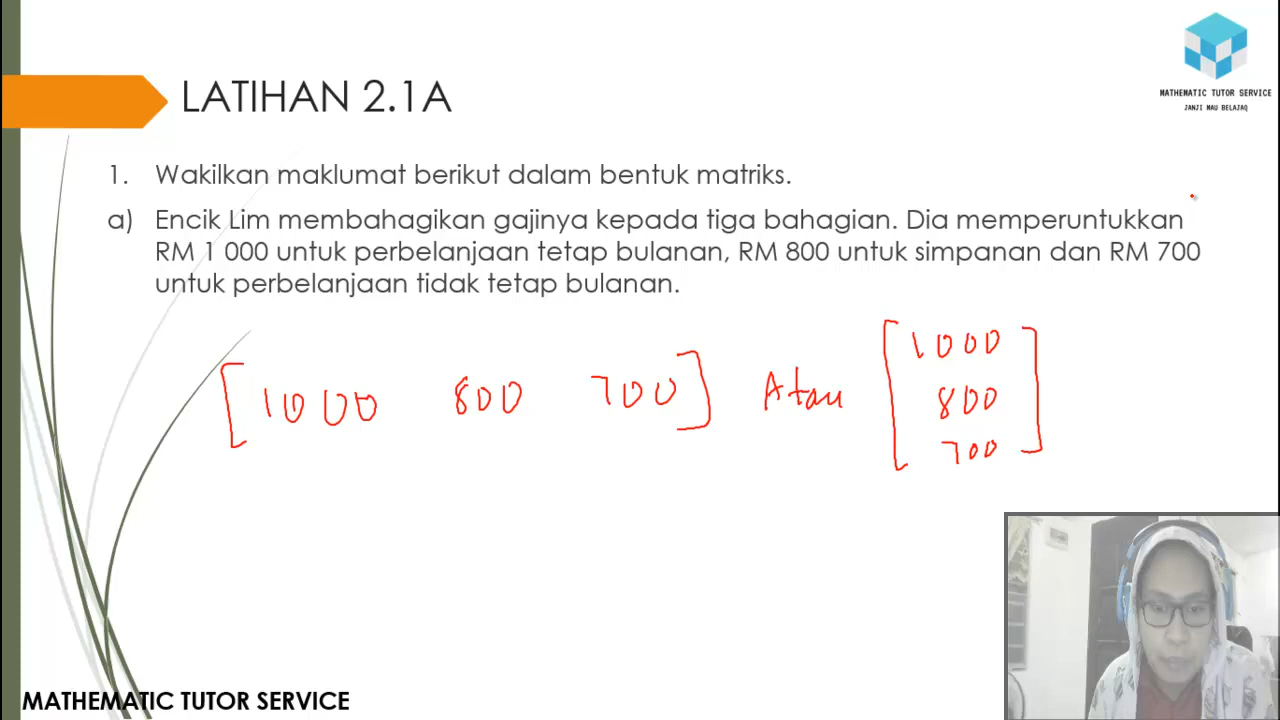 MATHEMATIC TUTOR SERVICE
JANJI MAU BELAJAQ
LATIHAN 2.1A
1. Wakilkan maklumat berikut dalam bentuk matriks.
a) Encik Lim membahagikan gajinya kepada tiga bahagian. Dia memperuntukkan
RM 1 000 untuk perbelanjaan tetap bulanan, RM 800 untuk simpanan dan RM 700
untuk perbelanjaan tidak tetap bulanan.
[1000 800 700] Atau [1000
800
700]
MATHEMATIC TUTOR SERVICE